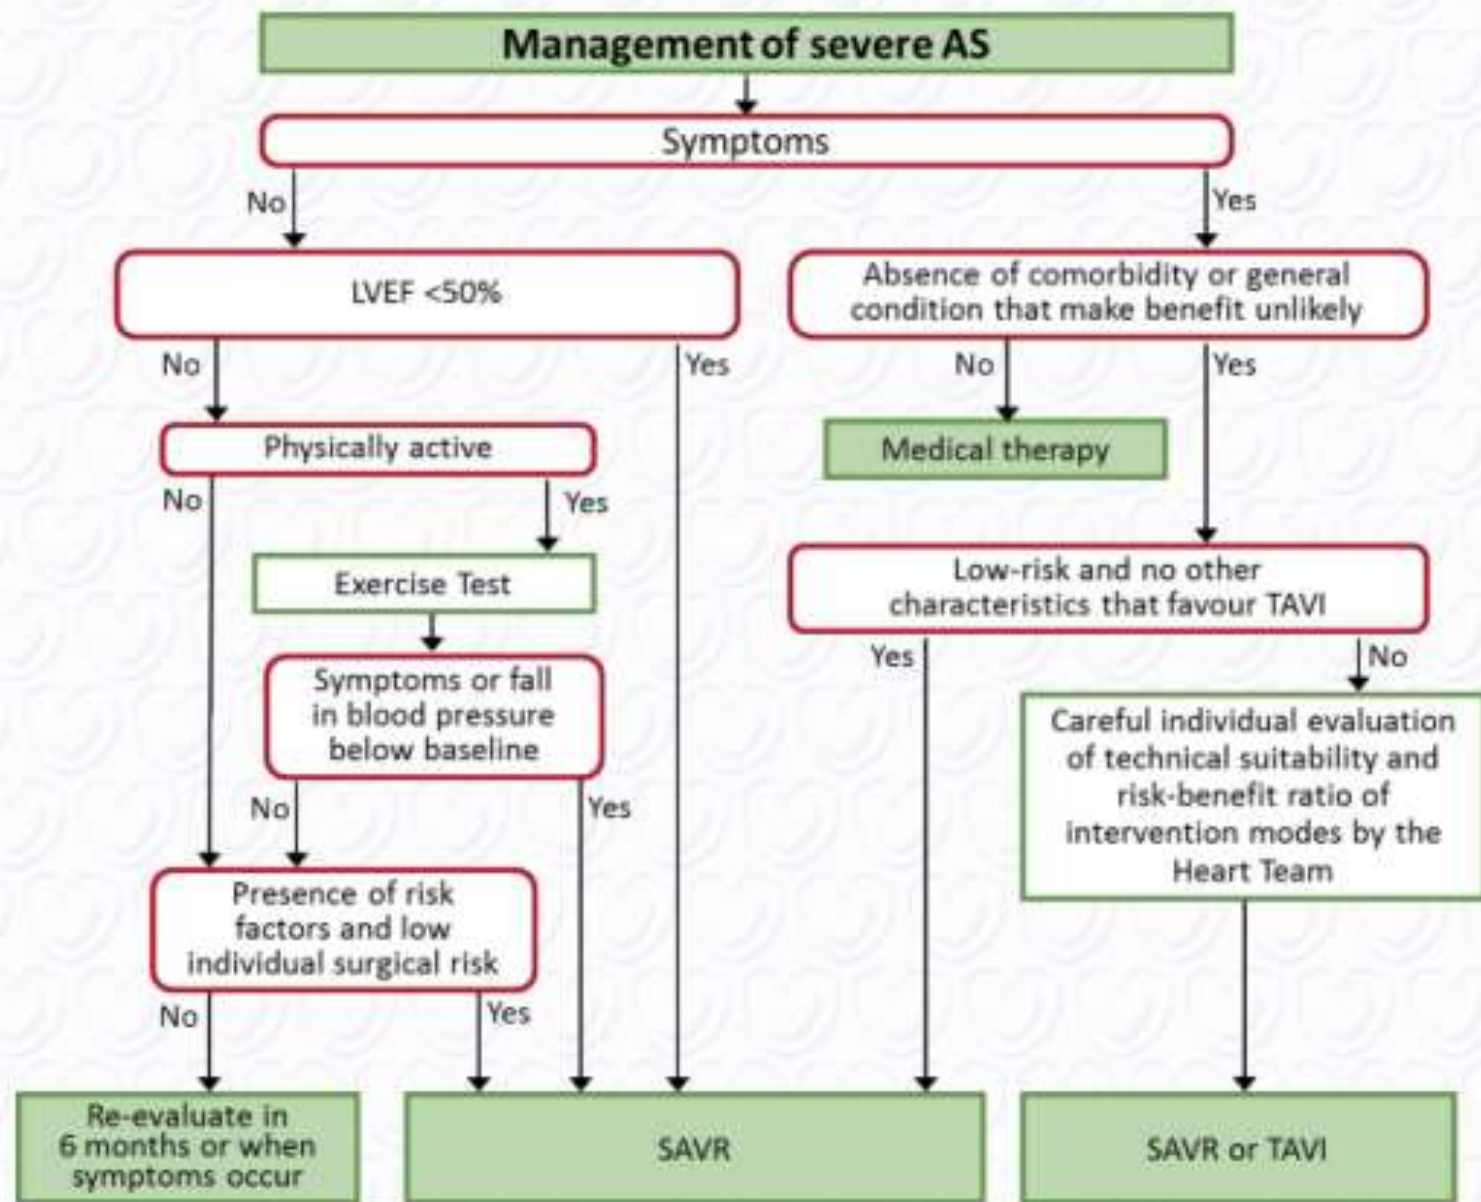 Management of severe AS
Symptoms
No
Yes
LVEF <50%
Absence of comorbidity or general
condition that make benefit unlikely
No
Yes
No
Yes
Physically active
Medical therapy
No
Yes
Exercise Test
Low-risk and no other
characteristics that favour TAVI
Yes
No
Symptoms or fall
in blood pressure
below baseline
Careful individual evaluation
of technical suitability and
risk-benefit ratio of
intervention modes by the
Heart Team
No
Yes
Presence of risk
factors and low
individual surgical risk
No
Yes
Re-evaluate in
6 months or when
symptoms occur
SAVR
SAVR or TAVI